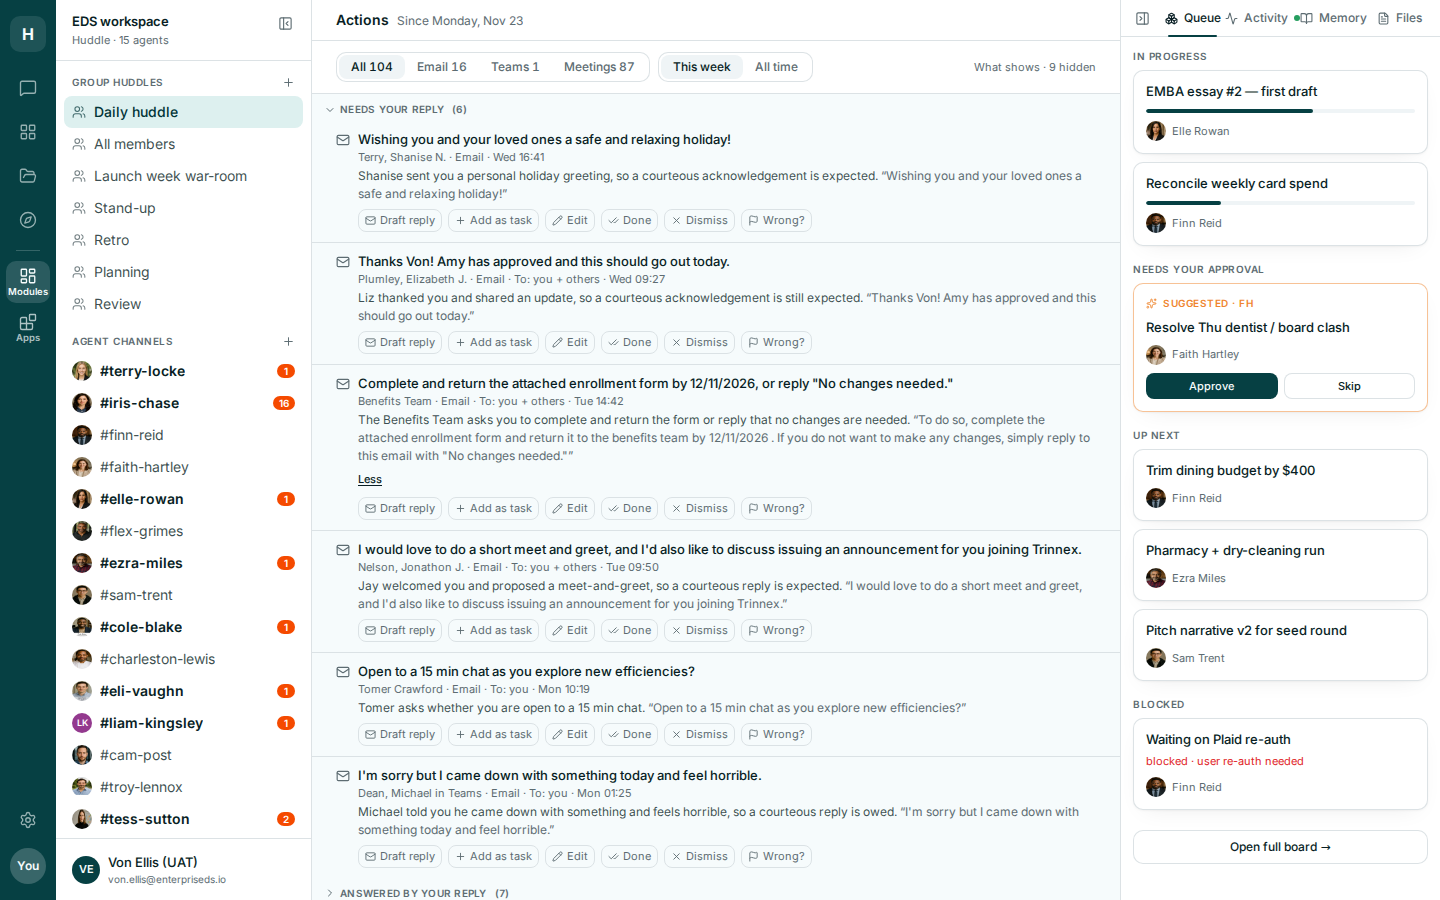 H
Modules
Apps
You
EDS workspace
Huddle · 15 agents
GROUP HUDDLES
Daily huddle
All members
Launch week war-room
Stand-up
Retro
Planning
Review
AGENT CHANNELS
#terry-locke 1
#iris-chase 16
#finn-reid
#faith-hartley
#elle-rowan 1
#flex-grimes
#ezra-miles 1
#sam-trent
#cole-blake 1
#charleston-lewis
#eli-vaughn 1
LK #liam-kingsley 1
#cam-post
#troy-lennox
#tess-sutton 2
VE Von Ellis (UAT)
von.ellis@enterpriseds.io
Actions Since Monday, Nov 23
All 104 Email 16 Teams 1 Meetings 87 This week All time What shows · 9 hidden
NEEDS YOUR REPLY (6)
Wishing you and your loved ones a safe and relaxing holiday!
Terry, Shanise N. · Email · Wed 16:41
Shanise sent you a personal holiday greeting, so a courteous acknowledgement is expected. “Wishing you and your loved ones a
safe and relaxing holiday!”
Draft reply Add as task Edit Done Dismiss Wrong?
Thanks Von! Amy has approved and this should go out today.
Plumley, Elizabeth J. · Email · To: you + others · Wed 09:27
Liz thanked you and shared an update, so a courteous acknowledgement is still expected. “Thanks Von! Amy has approved and this
should go out today.”
Draft reply Add as task Edit Done Dismiss Wrong?
Complete and return the attached enrollment form by 12/11/2026, or reply "No changes needed."
Benefits Team · Email · To: you + others · Tue 14:42
The Benefits Team asks you to complete and return the form or reply that no changes are needed. “To do so, complete the
attached enrollment form and return it to the benefits team by 12/11/2026 . If you do not want to make any changes, simply reply to
this email with "No changes needed."”
Less
Draft reply Add as task Edit Done Dismiss Wrong?
I would love to do a short meet and greet, and I'd also like to discuss issuing an announcement for you joining Trinnex.
Nelson, Jonathon J. · Email · To: you + others · Tue 09:50
Jay welcomed you and proposed a meet-and-greet, so a courteous reply is expected. “I would love to do a short meet and greet,
and I'd also like to discuss issuing an announcement for you joining Trinnex.”
Draft reply Add as task Edit Done Dismiss Wrong?
Open to a 15 min chat as you explore new efficiencies?
Tomer Crawford · Email · To: you · Mon 10:19
Tomer asks whether you are open to a 15 min chat. “Open to a 15 min chat as you explore new efficiencies?”
Draft reply Add as task Edit Done Dismiss Wrong?
I'm sorry but I came down with something today and feel horrible.
Dean, Michael in Teams · Email · To: you · Mon 01:25
Michael told you he came down with something and feels horrible, so a courteous reply is owed. “I'm sorry but I came down with
something today and feel horrible.”
Draft reply Add as task Edit Done Dismiss Wrong?
ANSWERED BY YOUR REPLY (7)
Queue Activity Memory Files
IN PROGRESS
EMBA essay #2 — first draft
Elle Rowan
Reconcile weekly card spend
Finn Reid
NEEDS YOUR APPROVAL
SUGGESTED · FH
Resolve Thu dentist / board clash
Faith Hartley
Approve Skip
UP NEXT
Trim dining budget by $400
Finn Reid
Pharmacy + dry-cleaning run
Ezra Miles
Pitch narrative v2 for seed round
Sam Trent
BLOCKED
Waiting on Plaid re-auth
blocked · user re-auth needed
Finn Reid
Open full board →